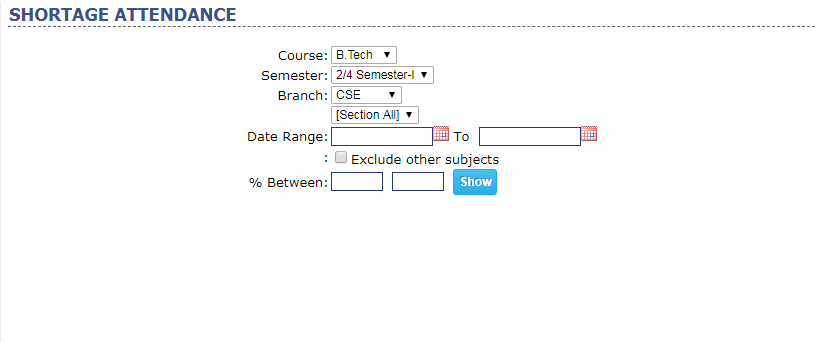 SHORTAGE ATTENDANCE
Course: B.Tech
Semester: 2/4 Semester-I
Branch: CSE
[Section All]
Date Range: To
: Exclude other subjects
% Between: Show